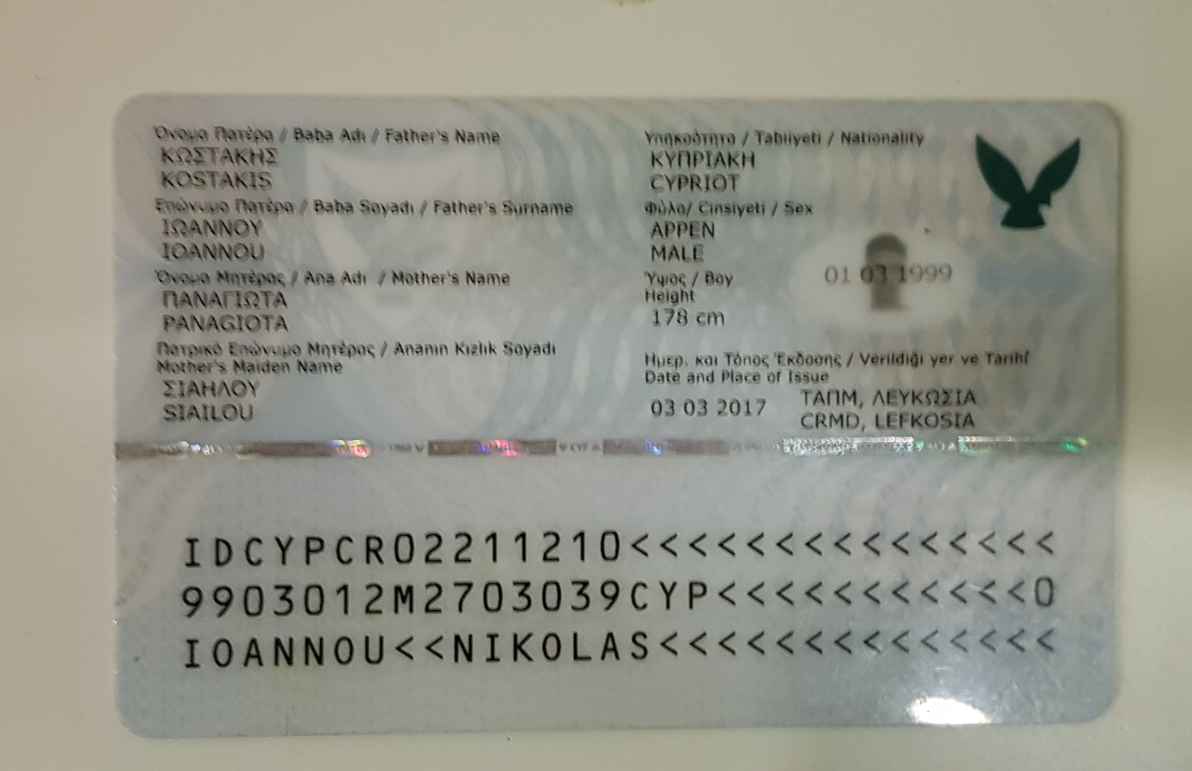 Όνομα Πατέρα / Baba Adı / Father's Name
ΚΩΣΤΑΚΗΣ
KOSTAKIS
Επώνυμο Πατέρα / Baba Soyadı / Father's Surname
ΙΩΑΝΝΟΥ
IOANNOU
Όνομα Μητέρας / Ana Adı / Mother's Name
ΠΑΝΑΓΙΩΤΑ
PANAGIOTA
Πατρικό Επώνυμο Μητέρας / Ananın Kızlık Soyadı
Mother's Maiden Name
ΣΙΑΗΛΟΥ
SIAILOU
Υπηκοότητα / Tabiiyeti / Nationality
ΚΥΠΡΙΑΚΗ
CYPRIOT
Φύλο/ Cinsiyeti / Sex
ΑΡΡΕΝ
MALE
Ύψος / Boy
Height
178 cm
01 03 1999
Ημερ. και Τόπος Έκδοσης / Verildiği yer ve Tarihi
Date and Place of Issue
03 03 2017
ΤΑΠΜ, ΛΕΥΚΩΣΙΑ
CRMD, LEFKOSIA
IDCYPCR02211210<<<<<<<<<<<<<<<
9903012M2703039CYP<<<<<<<<<<<0
IOANNOU<<NIKOLAS<<<<<<<<<<<<<<